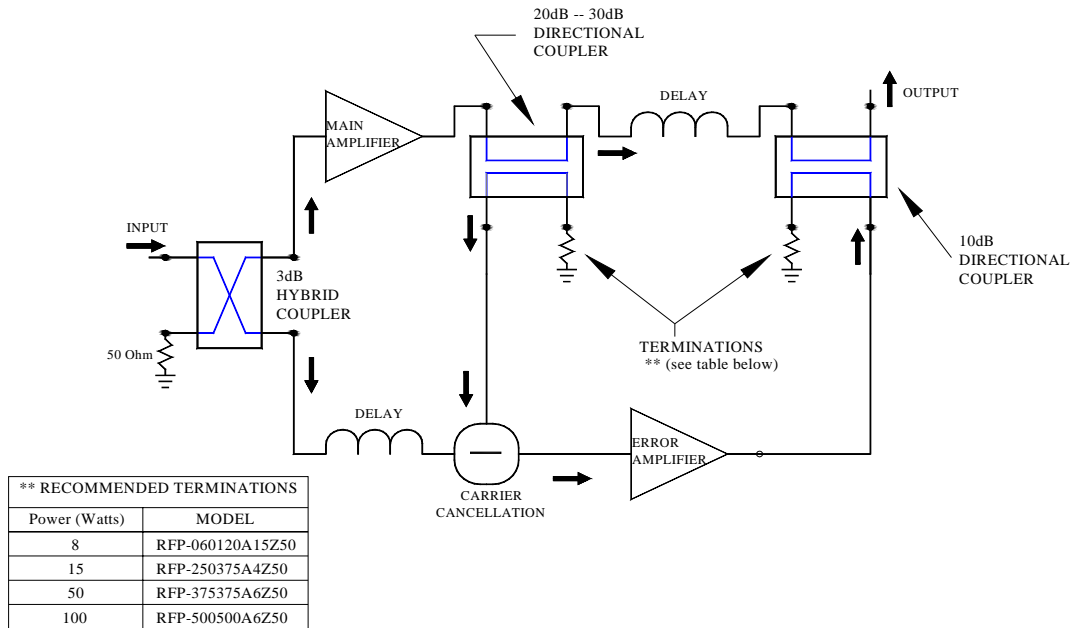 20dB -- 30dB
DIRECTIONAL
COUPLER
DELAY
OUTPUT
MAIN
AMPLIFIER
INPUT
3dB
HYBRID
COUPLER
10dB
DIRECTIONAL
COUPLER
50 Ohm
TERMINATIONS
** (see table below)
DELAY
ERROR
AMPLIFIER
CARRIER
CANCELLATION
** RECOMMENDED TERMINATIONS
Power (Watts) MODEL
8 RFP-060120A15Z50
15 RFP-250375A4Z50
50 RFP-375375A6Z50
100 RFP-500500A6Z50